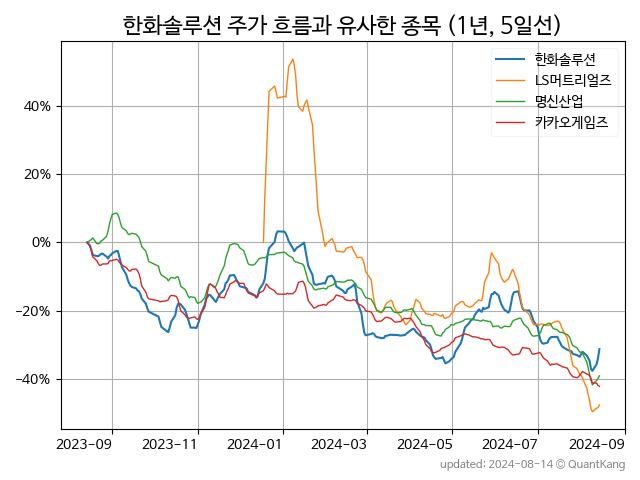 한화솔루션 주가 흐름과 유사한 종목 (1년, 5일선)
한화솔루션
LS머트리얼즈
명신산업
카카오게임즈
40%
20%
0%
−20%
−40%
2023-09 2023-11 2024-01 2024-03 2024-05 2024-07 2024-09
updated: 2024-08-14 © QuantKang